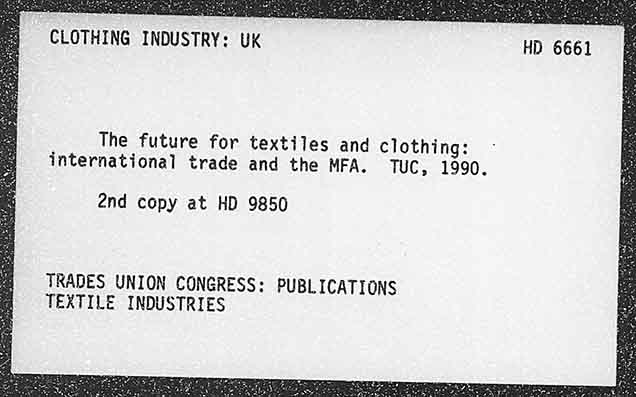 CLOTHING INDUSTRY: UK
HD 6661
The future for textiles and clothing:
international trade and the MFA. TUC, 1990.
2nd copy at HD 9850
TRADES UNION CONGRESS: PUBLICATIONS
TEXTILE INDUSTRIES